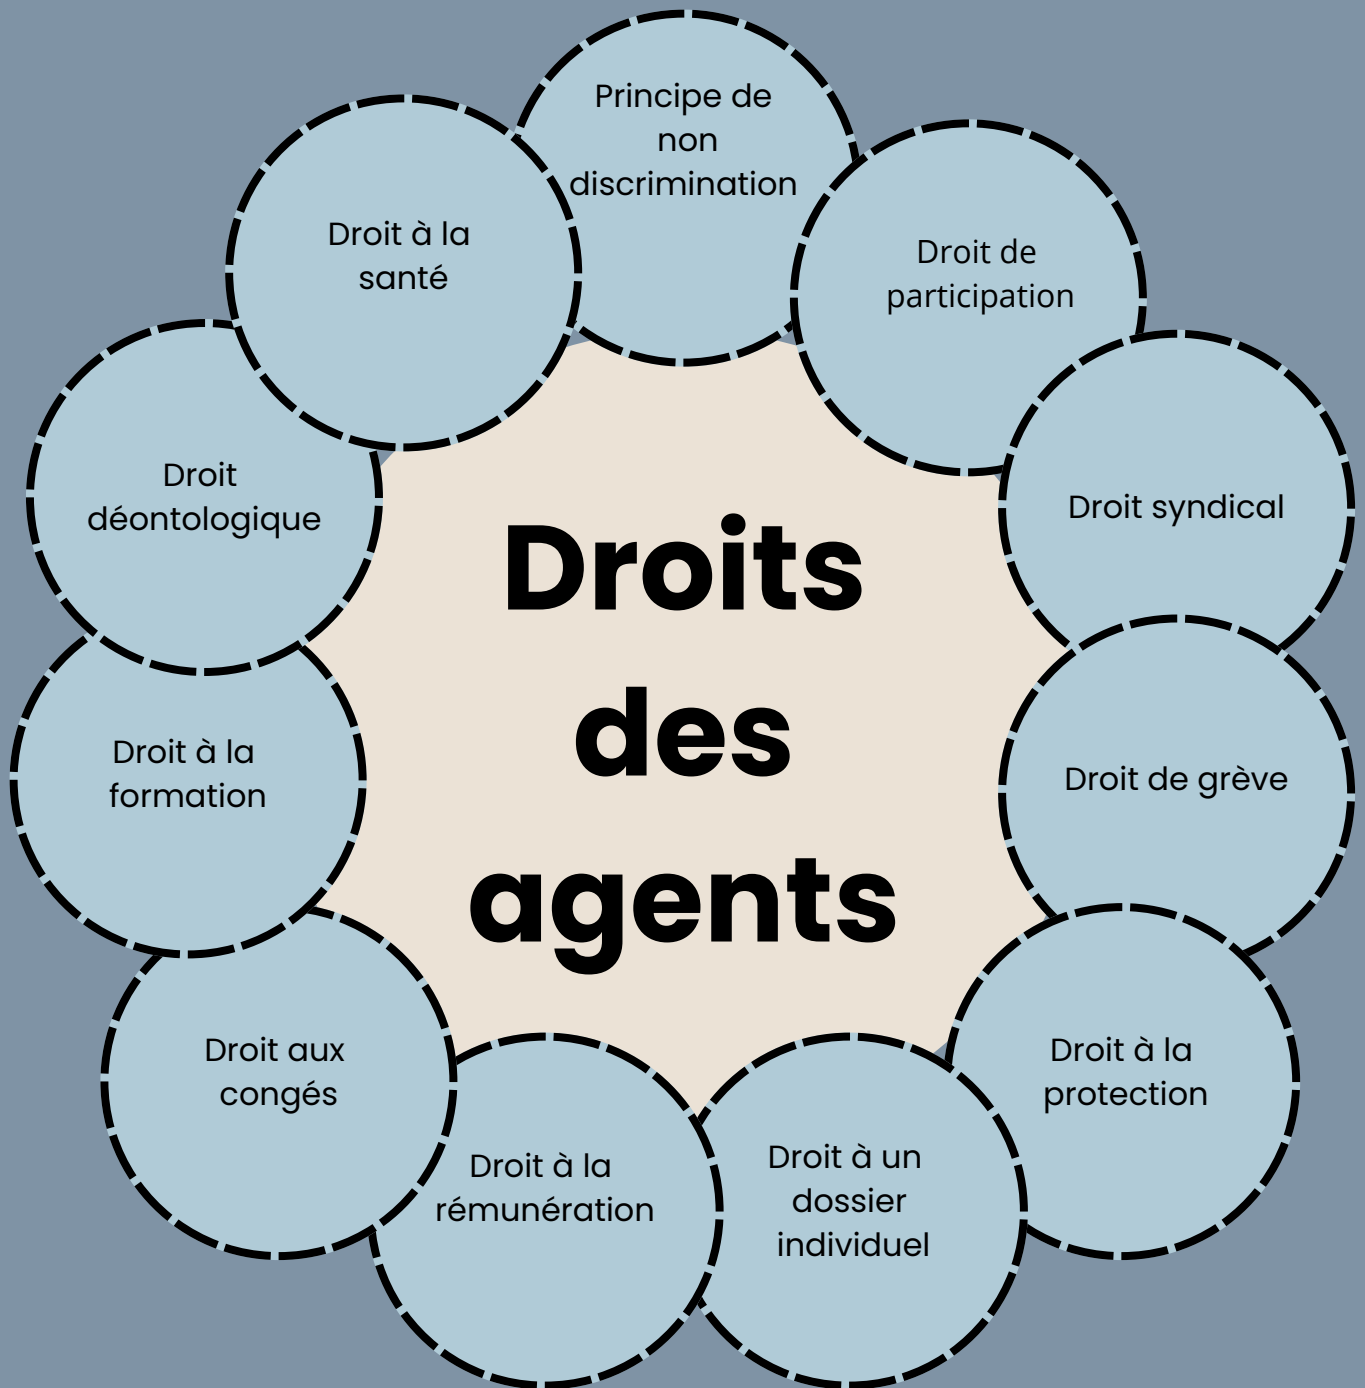 Principe de
non
discrimination
Droit de
participation
Droit syndical
Droit de grève
Droit à la
protection
Droit à un
dossier
individuel
Droit à la
rémunération
Droit aux
congés
Droit à la
formation
Droit
déontologique
Droit à la
santé
Droits
des
agents